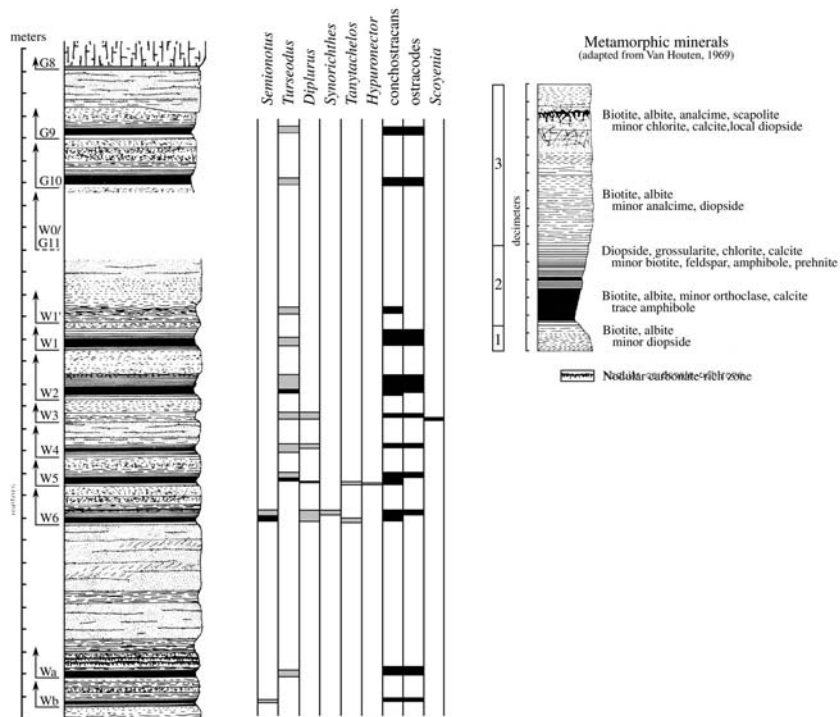 meters
Semionotus
Turseodus
Diplurus
Synorichthes
Tanytachelos
Hypuronector
conchostracans
ostracodes
Scoyenia
G8
G9
G10
W0/
G11
W1'
W1
W2
W3
W4
W5
W6
Wa
Wb
Metamorphic minerals
(adapted from Van Houten, 1969)
decimeters
3
2
1
Biotite, albite, analcime, scapolite
minor chlorite, calcite,local diopside
Biotite, albite
minor analcime, diopside
Diopside, grossularite, chlorite, calcite
minor biotite, feldspar, amphibole, prehnite
Biotite, albite, minor orthoclase, calcite
trace amphibole
Biotite, albite
minor diopside
Nodular carbonate-rich zone